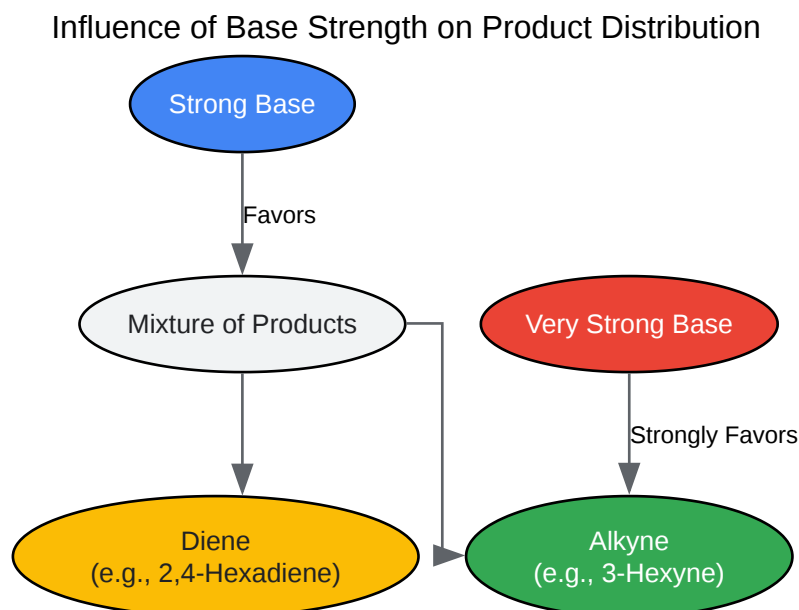 Influence of Base Strength on Product Distribution
Strong Base
Favors
Mixture of Products
Very Strong Base
Strongly Favors
Diene
(e.g., 2,4-Hexadiene)
Alkyne
(e.g., 3-Hexyne)